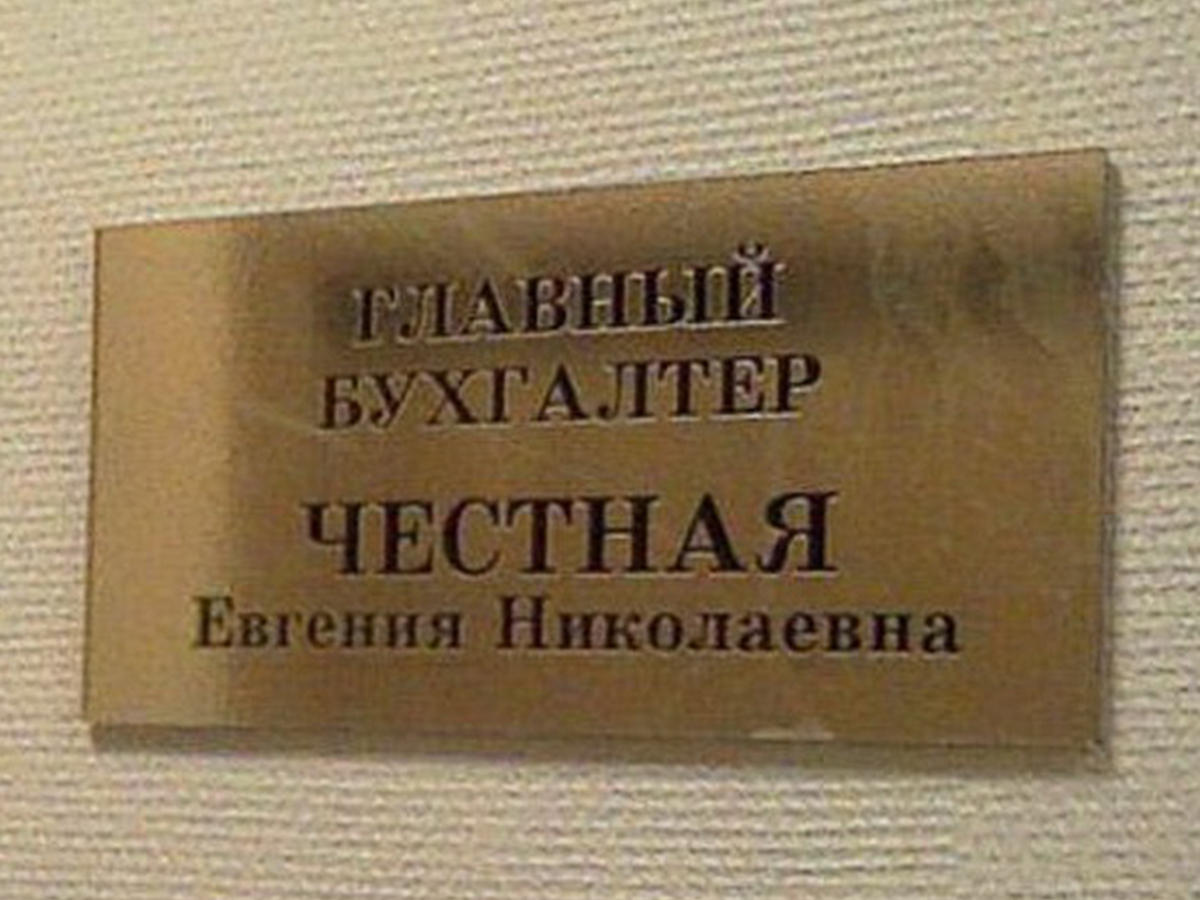 ГЛАВНЫЙ
БУХГАЛТЕР
ЧЕСТНАЯ
Евгения Николаевна